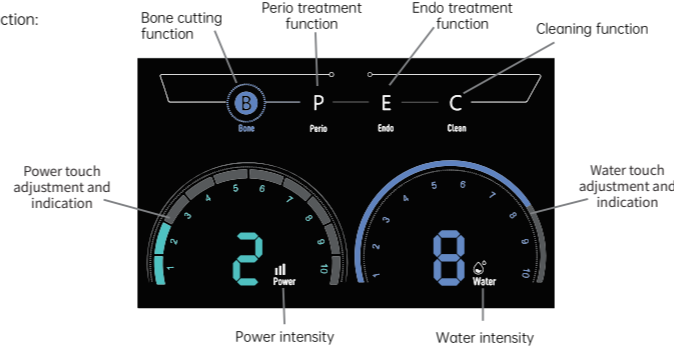 ction:
Bone cutting
function
Perio treatment
function
Endo treatment
function
Cleaning function
B
P
E
C
Bone
Perio
Endo
Clean
Power touch
adjustment and
indication
1
2
3
4
5
6
7
8
9
10
2
Power
1
2
3
4
5
6
7
8
9
10
8
Water
Water touch
adjustment and
indication
Power intensity
Water intensity